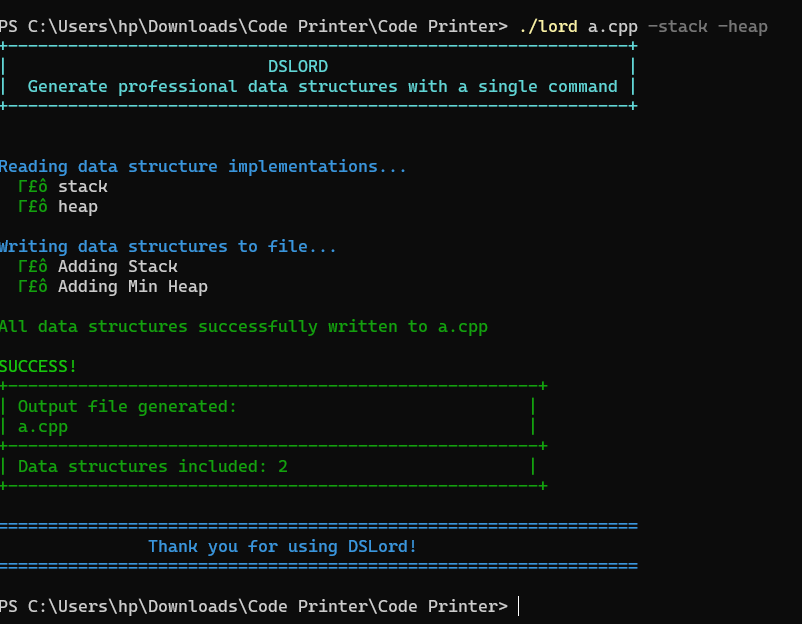 PS C:\Users\hp\Downloads\Code Printer\Code Printer> ./lord a.cpp -stack -heap
+--------------------------------------------------------------+
| DSLORD |
| Generate professional data structures with a single command |
+--------------------------------------------------------------+
Reading data structure implementations...
Γ£ô stack
Γ£ô heap
Writing data structures to file...
Γ£ô Adding Stack
Γ£ô Adding Min Heap
All data structures successfully written to a.cpp
SUCCESS!
+-----------------------------------------------------+
| Output file generated: |
| a.cpp |
+-----------------------------------------------------+
| Data structures included: 2 |
+-----------------------------------------------------+
================================================================
Thank you for using DSLord!
================================================================
PS C:\Users\hp\Downloads\Code Printer\Code Printer>